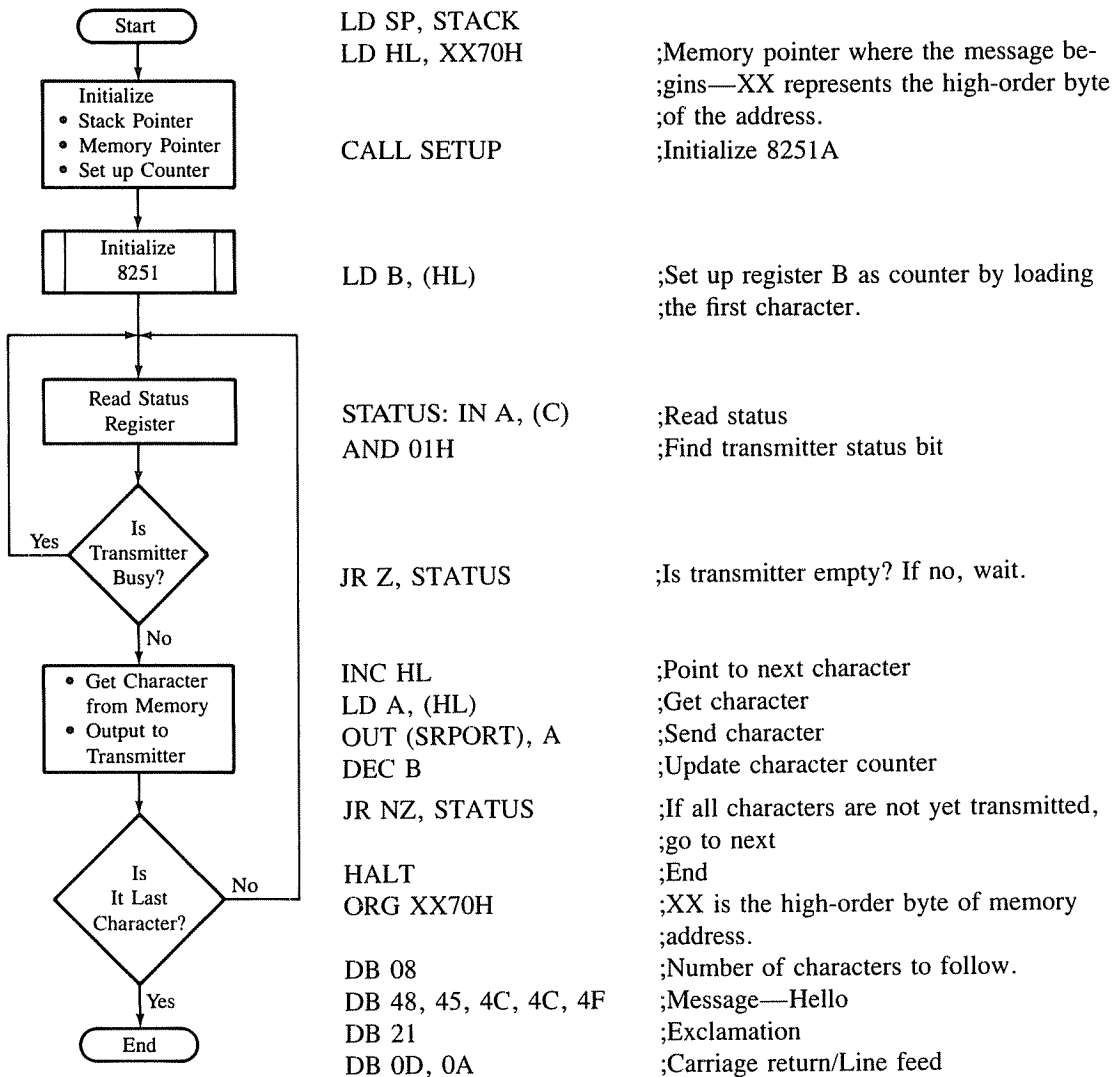 Start
Initialize
• Stack Pointer
• Memory Pointer
• Set up Counter
Initialize
8251
Read Status
Register
Is
Transmitter
Busy?
Yes
No
• Get Character
from Memory
• Output to
Transmitter
Is
It Last
Character?
No
Yes
End
LD SP, STACK
LD HL, XX70H ;Memory pointer where the message be-
;gins—XX represents the high-order byte
;of the address.
CALL SETUP ;Initialize 8251A
LD B, (HL) ;Set up register B as counter by loading
;the first character.
STATUS: IN A, (C) ;Read status
AND 01H ;Find transmitter status bit
JR Z, STATUS ;Is transmitter empty? If no, wait.
INC HL ;Point to next character
LD A, (HL) ;Get character
OUT (SRPORT), A ;Send character
DEC B ;Update character counter
JR NZ, STATUS ;If all characters are not yet transmitted,
;go to next
HALT ;End
ORG XX70H ;XX is the high-order byte of memory
;address.
DB 08 ;Number of characters to follow.
DB 48, 45, 4C, 4C, 4F ;Message—Hello
DB 21 ;Exclamation
DB 0D, 0A ;Carriage return/Line feed